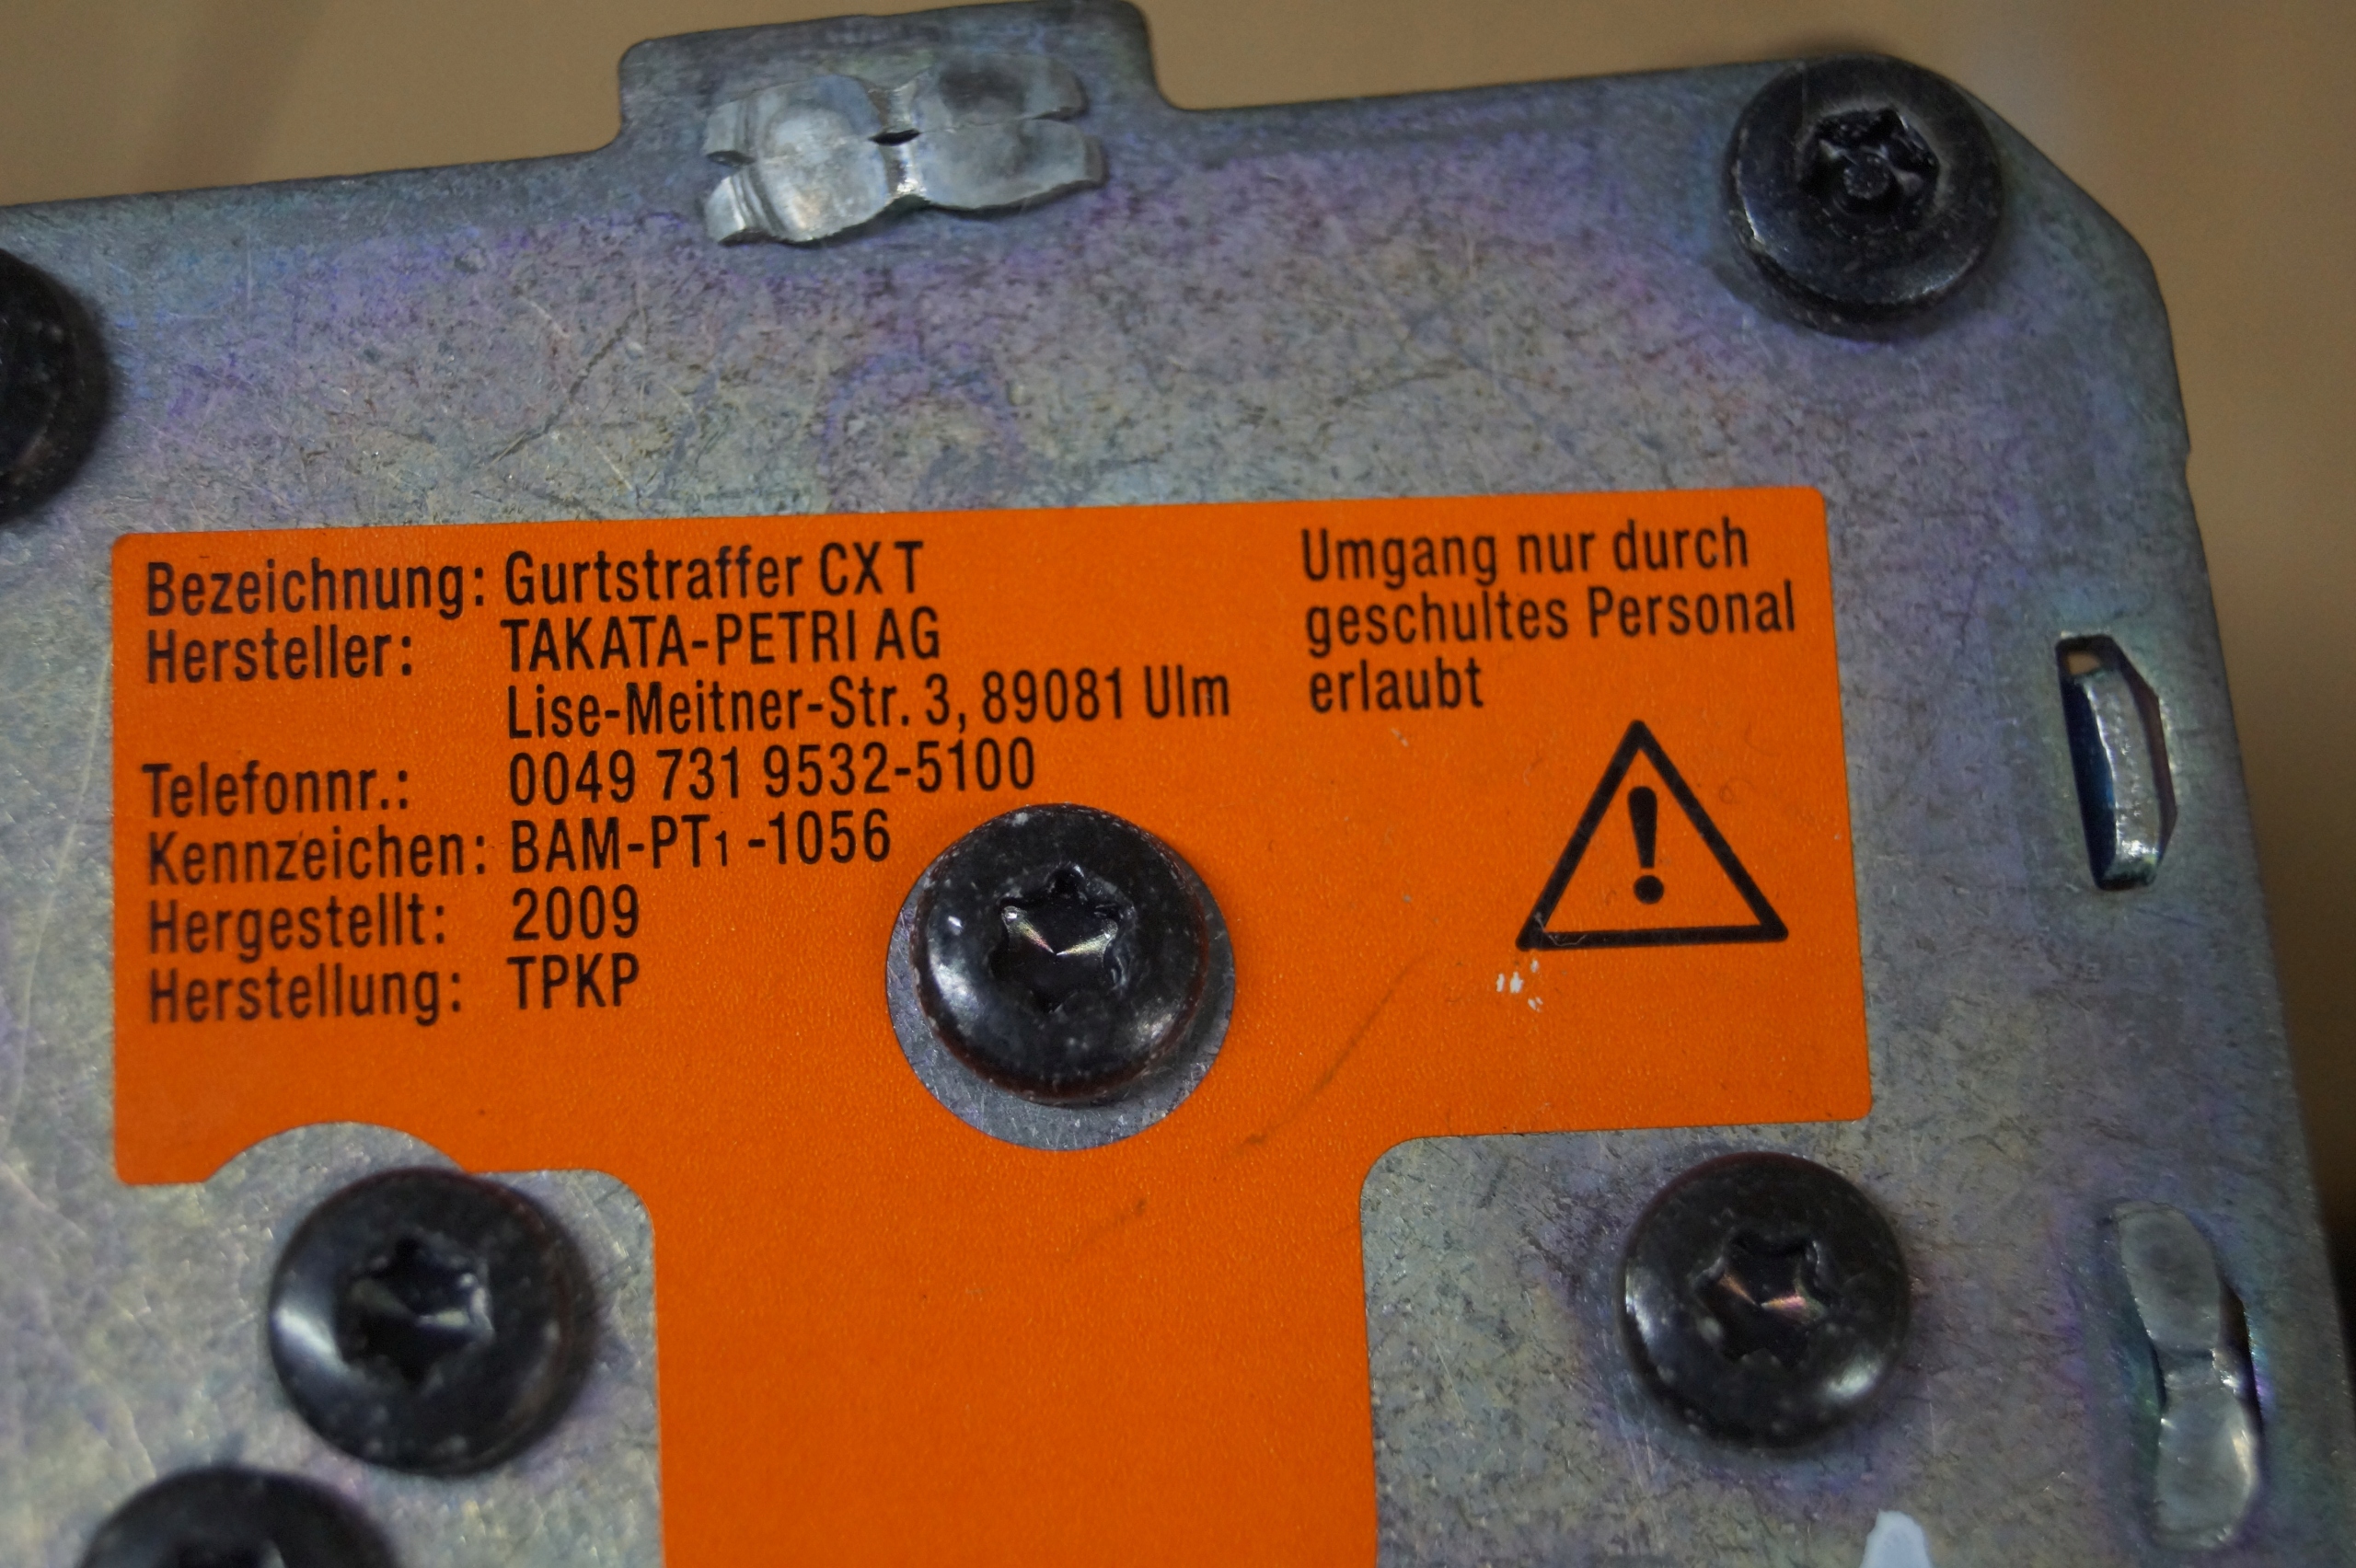 Bezeichnung: Gurtstraffer CX T
Hersteller: TAKATA-PETRI AG
Lise-Meitner-Str. 3, 89081 Ulm
Telefonnr.: 0049 731 9532-5100
Kennzeichen: BAM-PT1 -1056
Hergestellt: 2009
Herstellung: TPKP
Umgang nur durch
geschultes Personal
erlaubt
!